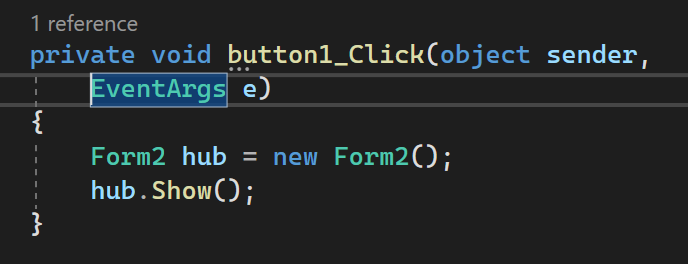 1 reference
private void button1_Click(object sender,
EventArgs e)
{
Form2 hub = new Form2();
hub.Show();
}